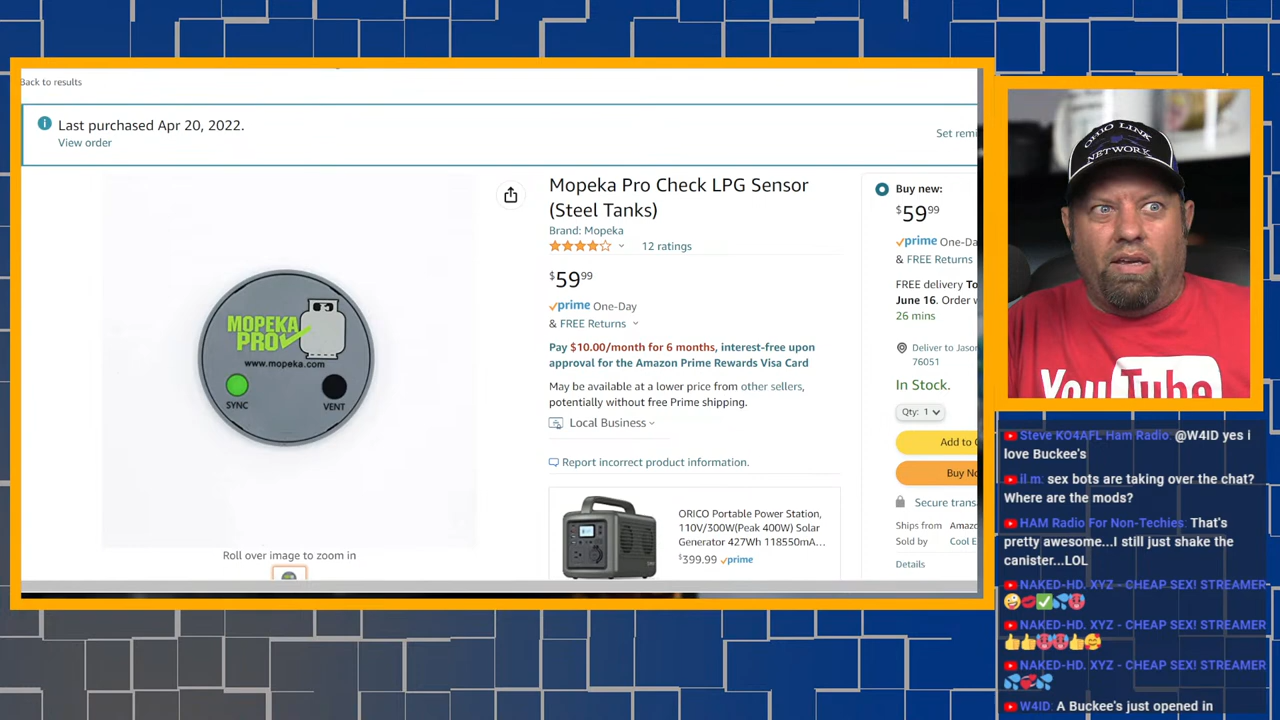 Back to results
Last purchased Apr 20, 2022.
View order
Set remi
MOPEKA
PRO
www.mopeka.com
SYNC
VENT
Roll over image to zoom in
Mopeka Pro Check LPG Sensor
(Steel Tanks)
Brand: Mopeka
12 ratings
$59.99
prime One-Day
& FREE Returns
Pay $10.00/month for 6 months, interest-free upon
approval for the Amazon Prime Rewards Visa Card
May be available at a lower price from other sellers,
potentially without free Prime shipping.
Local Business
Report incorrect product information.
ORICO Portable Power Station,
110V/300W(Peak 400W) Solar
Generator 427Wh 118550mA...
$399.99 prime
Buy new:
$59.99
prime One-Da
& FREE Returns
FREE delivery To
June 16. Order w
26 mins
Deliver to Jason
76051
In Stock.
Qty: 1
Add to C
Buy No
Secure trans
Ships from Amazo
Sold by Cool E
Details
OHIO LINK
NETWORK
YouTube
Steve KO4AFL Ham Radio: @W4ID yes i
love Buckee's
il.m: sex bots are taking over the chat?
Where are the mods?
HAM Radio For Non-Techies: That's
pretty awesome...I still just shake the
canister...LOL
NAKED-HD. XYZ - CHEAP SEX! STREAMER
🤪💋✅💦🥵
NAKED-HD. XYZ - CHEAP SEX! STREAMER
👍👍🥵🥵👍🥰
NAKED-HD. XYZ - CHEAP SEX! STREAMER
💦💞💦
W4ID: A Buckee's just opened in